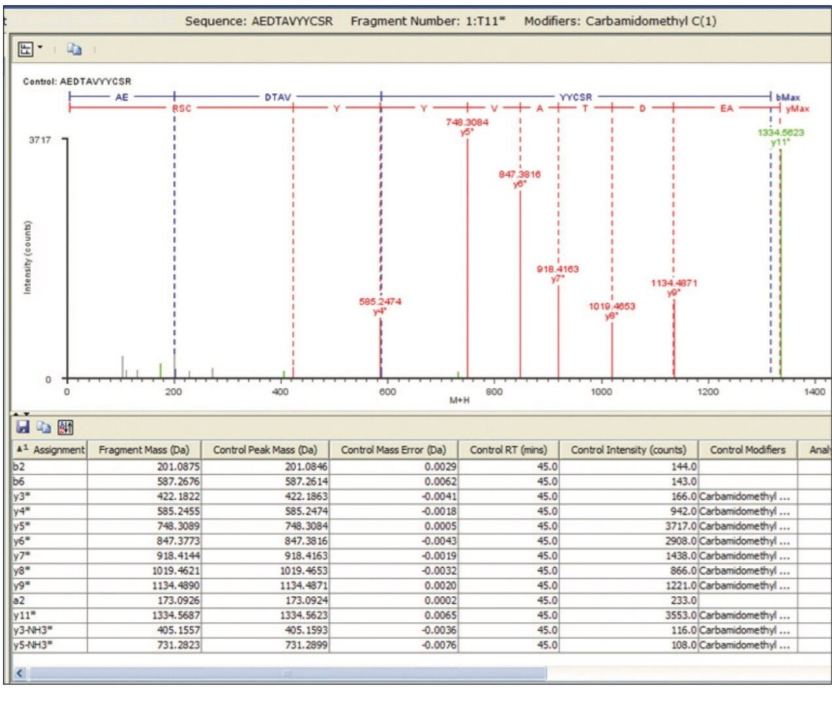 t Sequence: AEDTAVYYCSR Fragment Number: 1:T11* Modifiers: Carbamidomethyl C(1)
Control: AEDTAVYYCSR
AE DTAV YYCSR bMax
RSC Y Y V A T D EA yMax
748.3084
y5*
1334.5623
y11*
3717
847.3816
y6*
918.4163
y7*
1134.4871
y9*
585.2474
y4*
1019.4653
y8*
Intensity (counts)
0
0 200 400 600 800 1000 1200 1400
M+H
▲1 Assignment Fragment Mass (Da) Control Peak Mass (Da) Control Mass Error (Da) Control RT (mins) Control Intensity (counts) Control Modifiers Analy
b2 201.0875 201.0846 0.0029 45.0 144.0
b6 587.2676 587.2614 0.0062 45.0 143.0
y3* 422.1822 422.1863 -0.0041 45.0 166.0 Carbamidomethyl ...
y4* 585.2455 585.2474 -0.0018 45.0 942.0 Carbamidomethyl ...
y5* 748.3089 748.3084 0.0005 45.0 3717.0 Carbamidomethyl ...
y6* 847.3773 847.3816 -0.0043 45.0 2908.0 Carbamidomethyl ...
y7* 918.4144 918.4163 -0.0019 45.0 1438.0 Carbamidomethyl ...
y8* 1019.4621 1019.4653 -0.0032 45.0 866.0 Carbamidomethyl ...
y9* 1134.4890 1134.4871 0.0020 45.0 1221.0 Carbamidomethyl ...
a2 173.0926 173.0924 0.0002 45.0 233.0
y11* 1334.5687 1334.5623 0.0065 45.0 3553.0 Carbamidomethyl ...
y3-NH3* 405.1557 405.1593 -0.0036 45.0 116.0 Carbamidomethyl ...
y5-NH3* 731.2823 731.2899 -0.0076 45.0 108.0 Carbamidomethyl ...